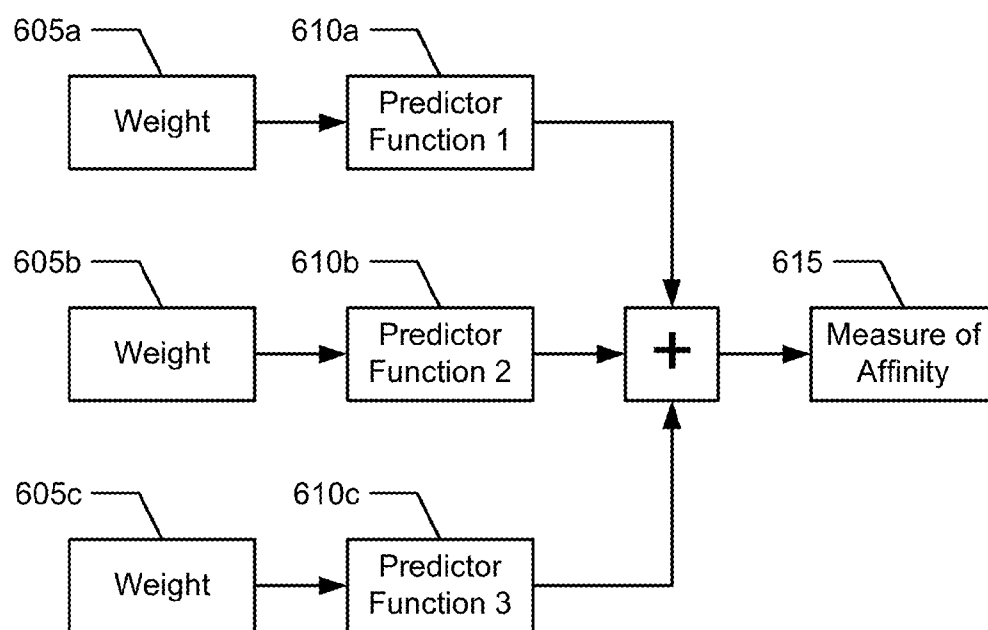 605a
610a
Weight
Predictor
Function 1
605b
610b
615
Weight
Predictor
Function 2
+
Measure of
Affinity
605c
610c
Weight
Predictor
Function 3